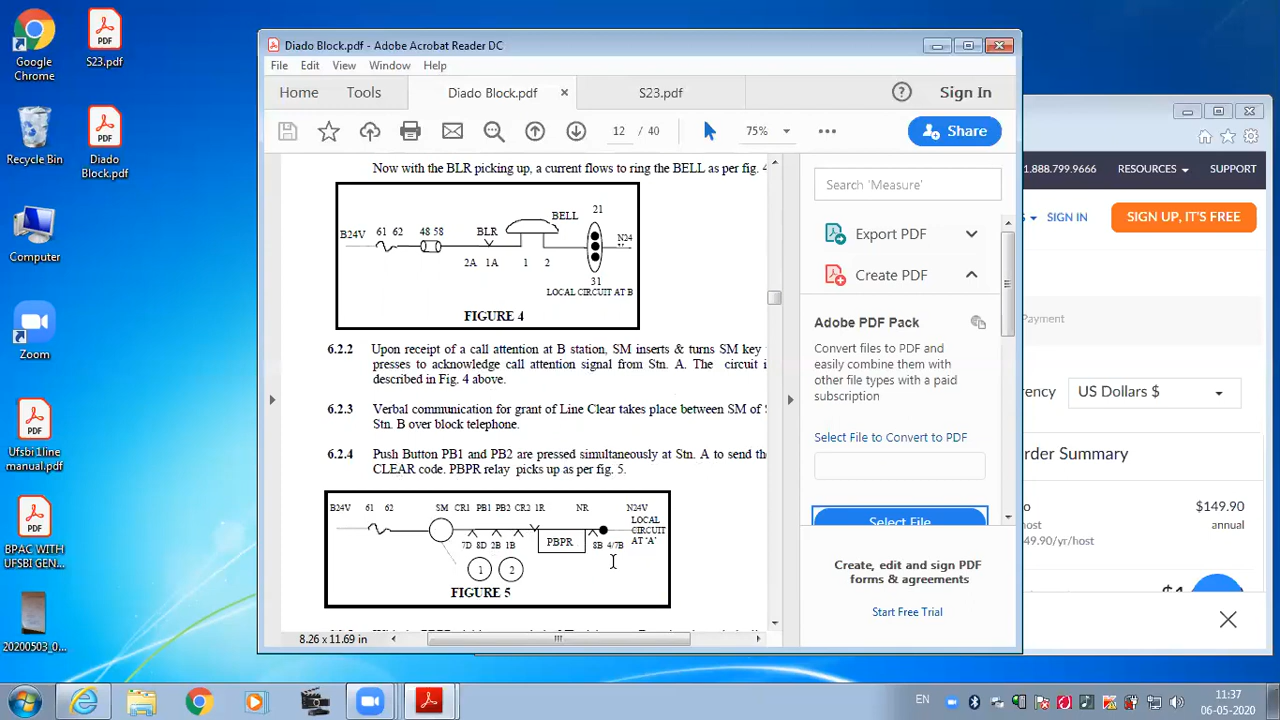 Google
Chrome
S23.pdf
Recycle Bin
Diado
Block.pdf
Computer
Zoom
Ufsbi 1line
manual.pdf
BPAC WITH
UFSBI GEN...
20200503_0...
Diado Block.pdf - Adobe Acrobat Reader DC
File Edit View Window Help
Home Tools Diado Block.pdf × S23.pdf ? Sign In
12 / 40 75% Share
Now with the BLR picking up, a current flows to ring the BELL as per fig. 4
B24V 61 62 48 58 BLR BELL 21 N24
2A 1A 1 2 31
LOCAL CIRCUIT AT B
FIGURE 4
6.2.2 Upon receipt of a call attention at B station, SM inserts & turns SM key
presses to acknowledge call attention signal from Stn. A. The circuit i
described in Fig. 4 above.
6.2.3 Verbal communication for grant of Line Clear takes place between SM of
Stn. B over block telephone.
6.2.4 Push Button PB1 and PB2 are pressed simultaneously at Stn. A to send the
CLEAR code. PBPR relay picks up as per fig. 5.
B24V 61 62 SM CR1 PB1 PB2 CR2 1R NR N24V
LOCAL
CIRCUIT
AT 'A'
7D 8D 2B 1B PBPR 8B 4/7B
1 2
FIGURE 5
8.26 x 11.69 in
Search 'Measure'
Export PDF
Create PDF
Adobe PDF Pack
Convert files to PDF and
easily combine them with
other file types with a paid
subscription
Select File to Convert to PDF
Select File
Create, edit and sign PDF
forms & agreements
Start Free Trial
1.888.799.9666 RESOURCES SUPPORT
SIGN IN SIGN UP, IT'S FREE
Payment
rency US Dollars $
rder Summary
$149.90
/host annual
49.90/yr/host
EN 11:37
06-05-2020